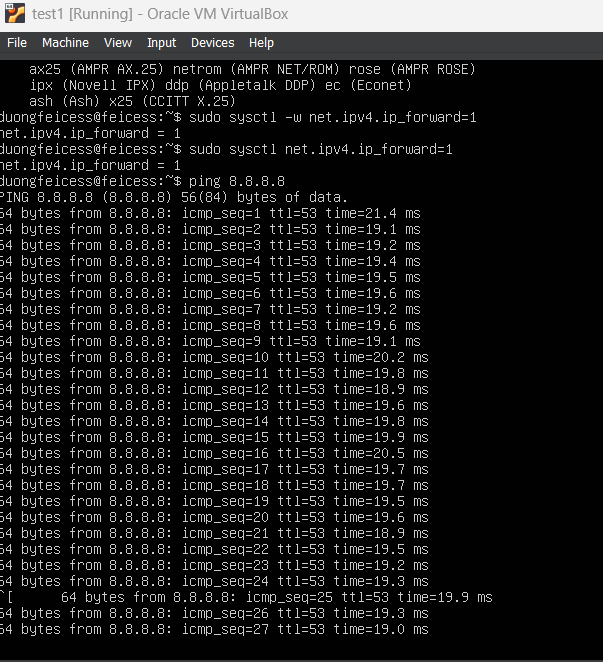 test1 [Running] - Oracle VM VirtualBox
File Machine View Input Devices Help
ax25 (AMPR AX.25) netrom (AMPR NET/ROM) rose (AMPR ROSE)
ipx (Novell IPX) ddp (Appletalk DDP) ec (Econet)
ash (Ash) x25 (CCITT X.25)
duongfeicess@feicess:~$ sudo sysctl -w net.ipv4.ip_forward=1
net.ipv4.ip_forward = 1
duongfeicess@feicess:~$ sudo sysctl net.ipv4.ip_forward=1
net.ipv4.ip_forward = 1
duongfeicess@feicess:~$ ping 8.8.8.8
PING 8.8.8.8 (8.8.8.8) 56(84) bytes of data.
64 bytes from 8.8.8.8: icmp_seq=1 ttl=53 time=21.4 ms
64 bytes from 8.8.8.8: icmp_seq=2 ttl=53 time=19.1 ms
64 bytes from 8.8.8.8: icmp_seq=3 ttl=53 time=19.2 ms
64 bytes from 8.8.8.8: icmp_seq=4 ttl=53 time=19.4 ms
64 bytes from 8.8.8.8: icmp_seq=5 ttl=53 time=19.5 ms
64 bytes from 8.8.8.8: icmp_seq=6 ttl=53 time=19.6 ms
64 bytes from 8.8.8.8: icmp_seq=7 ttl=53 time=19.2 ms
64 bytes from 8.8.8.8: icmp_seq=8 ttl=53 time=19.6 ms
64 bytes from 8.8.8.8: icmp_seq=9 ttl=53 time=19.1 ms
64 bytes from 8.8.8.8: icmp_seq=10 ttl=53 time=20.2 ms
64 bytes from 8.8.8.8: icmp_seq=11 ttl=53 time=19.8 ms
64 bytes from 8.8.8.8: icmp_seq=12 ttl=53 time=18.9 ms
64 bytes from 8.8.8.8: icmp_seq=13 ttl=53 time=19.6 ms
64 bytes from 8.8.8.8: icmp_seq=14 ttl=53 time=19.8 ms
64 bytes from 8.8.8.8: icmp_seq=15 ttl=53 time=19.9 ms
64 bytes from 8.8.8.8: icmp_seq=16 ttl=53 time=20.5 ms
64 bytes from 8.8.8.8: icmp_seq=17 ttl=53 time=19.7 ms
64 bytes from 8.8.8.8: icmp_seq=18 ttl=53 time=19.7 ms
64 bytes from 8.8.8.8: icmp_seq=19 ttl=53 time=19.5 ms
64 bytes from 8.8.8.8: icmp_seq=20 ttl=53 time=19.6 ms
64 bytes from 8.8.8.8: icmp_seq=21 ttl=53 time=18.9 ms
64 bytes from 8.8.8.8: icmp_seq=22 ttl=53 time=19.5 ms
64 bytes from 8.8.8.8: icmp_seq=23 ttl=53 time=19.2 ms
64 bytes from 8.8.8.8: icmp_seq=24 ttl=53 time=19.3 ms
^[ 64 bytes from 8.8.8.8: icmp_seq=25 ttl=53 time=19.9 ms
64 bytes from 8.8.8.8: icmp_seq=26 ttl=53 time=19.3 ms
64 bytes from 8.8.8.8: icmp_seq=27 ttl=53 time=19.0 ms